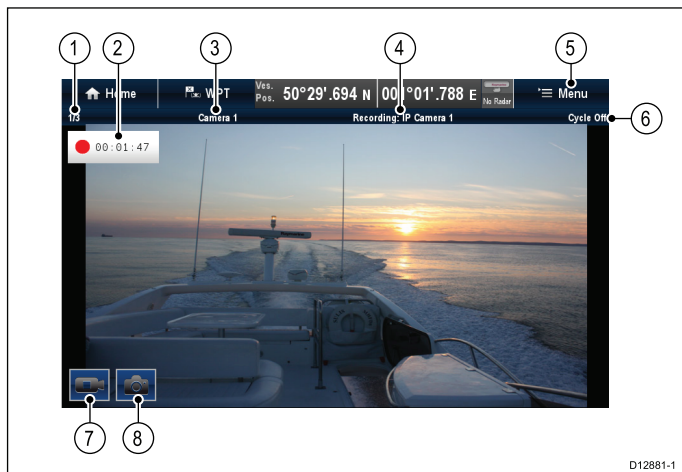 1 2 3 4 5
Home WPT Ves. Pos. 50°29'.694 N 001°01'.788 E No Radar Menu
1/3 Camera 1 Recording: IP Camera 1 Cycle Off
6
00:01:47
7 8
D12881-1